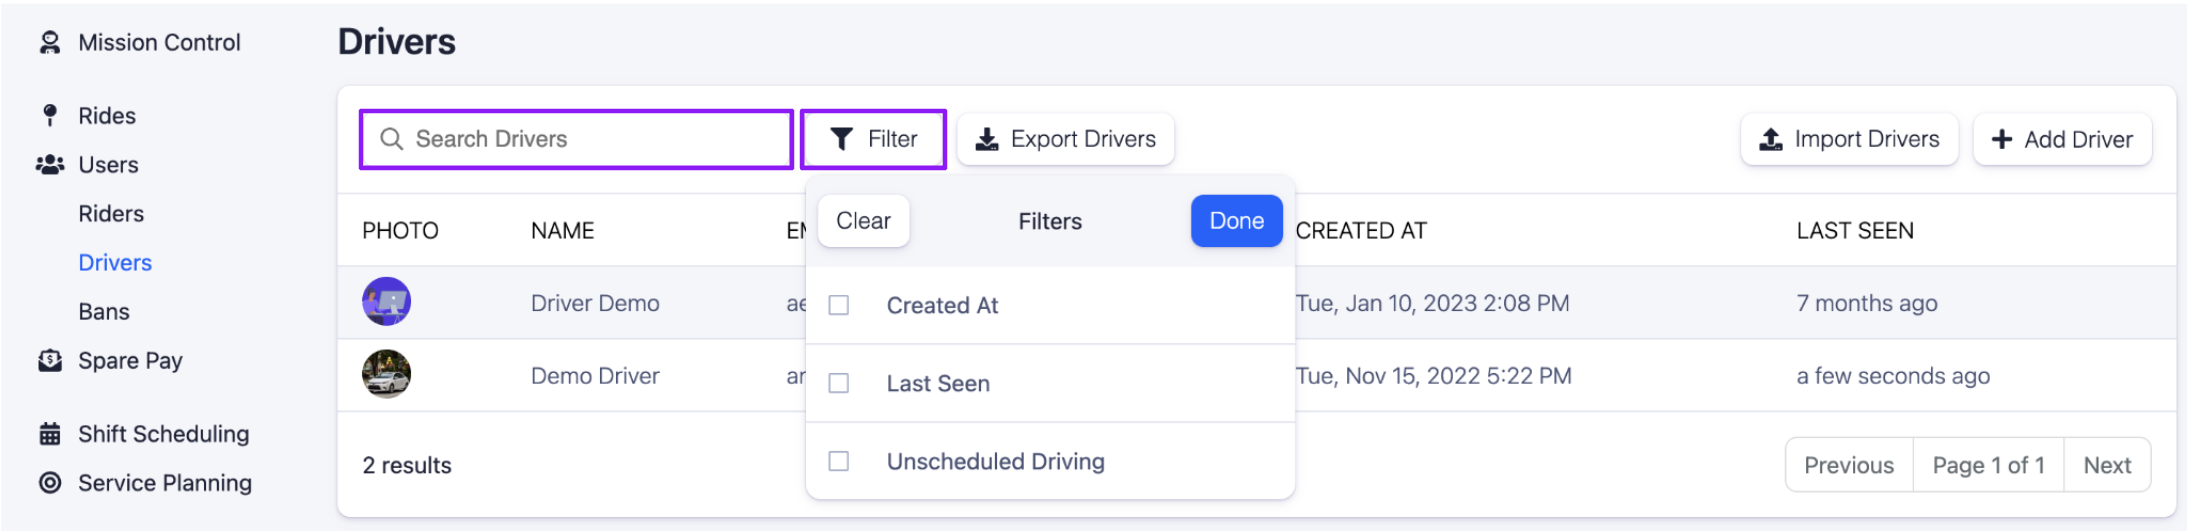 Mission Control
Rides
Users
Riders
Drivers
Bans
Spare Pay
Shift Scheduling
Service Planning
Drivers
Search Drivers
Filter
Export Drivers
Import Drivers
Add Driver
Clear
Filters
Done
Created At
Last Seen
Unscheduled Driving
PHOTO NAME CREATED AT LAST SEEN
Driver Demo Tue, Jan 10, 2023 2:08 PM 7 months ago
Demo Driver Tue, Nov 15, 2022 5:22 PM a few seconds ago
2 results
Previous Page 1 of 1 Next